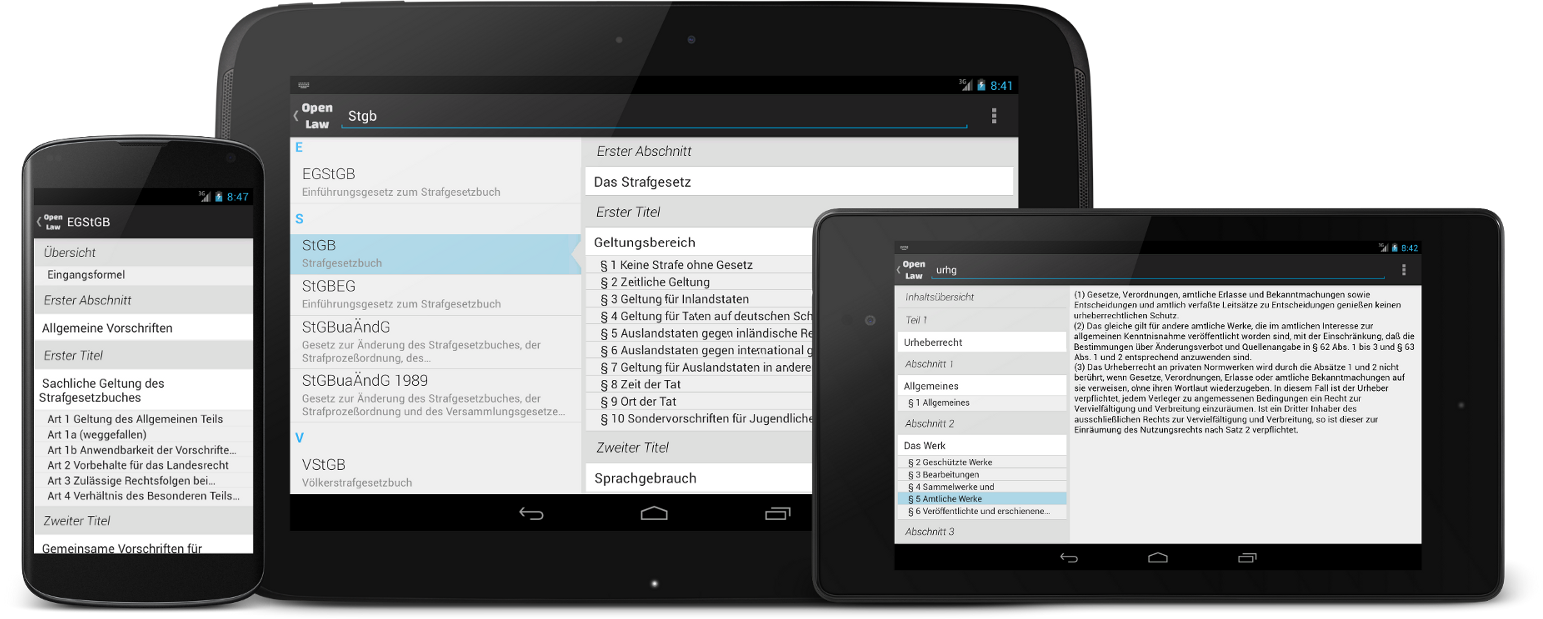 3G 8:47
Open
Law
EGStGB
Übersicht
Eingangsformel
Erster Abschnitt
Allgemeine Vorschriften
Erster Titel
Sachliche Geltung des
Strafgesetzbuches
Art 1 Geltung des Allgemeinen Teils
Art 1a (weggefallen)
Art 1b Anwendbarkeit der Vorschrifte...
Art 2 Vorbehalte für das Landesrecht
Art 3 Zulässige Rechtsfolgen bei...
Art 4 Verhältnis des Besonderen Teils...
Zweiter Titel
Gemeinsame Vorschriften für
3G 8:41
Open
Law
Stgb
E
EGStGB
Einführungsgesetz zum Strafgesetzbuch
S
StGB
Strafgesetzbuch
StGBEG
Einführungsgesetz zum Strafgesetzbuch
StGBuaÄndG
Gesetz zur Änderung des Strafgesetzbuches, der
Strafprozeßordnung, des...
StGBuaÄndG 1989
Gesetz zur Änderung des Strafgesetzbuches, der
Strafprozeßordnung und des Versammlungsgesetze...
V
VStGB
Völkerstrafgesetzbuch
Erster Abschnitt
Das Strafgesetz
Erster Titel
Geltungsbereich
§ 1 Keine Strafe ohne Gesetz
§ 2 Zeitliche Geltung
§ 3 Geltung für Inlandstaten
§ 4 Geltung für Taten auf deutschen Sch
§ 5 Auslandstaten gegen inländische Re
§ 6 Auslandstaten gegen international g
§ 7 Geltung für Auslandstaten in andere
§ 8 Zeit der Tat
§ 9 Ort der Tat
§ 10 Sondervorschriften für Jugendliche
Zweiter Titel
Sprachgebrauch
3G 8:42
Open
Law
urhg
Inhaltsübersicht
Teil 1
Urheberrecht
Abschnitt 1
Allgemeines
§ 1 Allgemeines
Abschnitt 2
Das Werk
§ 2 Geschützte Werke
§ 3 Bearbeitungen
§ 4 Sammelwerke und
§ 5 Amtliche Werke
§ 6 Veröffentlichte und erschienene...
Abschnitt 3
(1) Gesetze, Verordnungen, amtliche Erlasse und Bekanntmachungen sowie
Entscheidungen und amtlich verfaßte Leitsätze zu Entscheidungen genießen keinen
urheberrechtlichen Schutz.
(2) Das gleiche gilt für andere amtliche Werke, die im amtlichen Interesse zur
allgemeinen Kenntnisnahme veröffentlicht worden sind, mit der Einschränkung, daß die
Bestimmungen über Änderungsverbot und Quellenangabe in § 62 Abs. 1 bis 3 und § 63
Abs. 1 und 2 entsprechend anzuwenden sind.
(3) Das Urheberrecht an privaten Normwerken wird durch die Absätze 1 und 2 nicht
berührt, wenn Gesetze, Verordnungen, Erlasse oder amtliche Bekanntmachungen auf
sie verweisen, ohne ihren Wortlaut wiederzugeben. In diesem Fall ist der Urheber
verpflichtet, jedem Verleger zu angemessenen Bedingungen ein Recht zur
Vervielfältigung und Verbreitung einzuräumen. Ist ein Dritter Inhaber des
ausschließlichen Rechts zur Vervielfältigung und Verbreitung, so ist dieser zur
Einräumung des Nutzungsrechts nach Satz 2 verpflichtet.